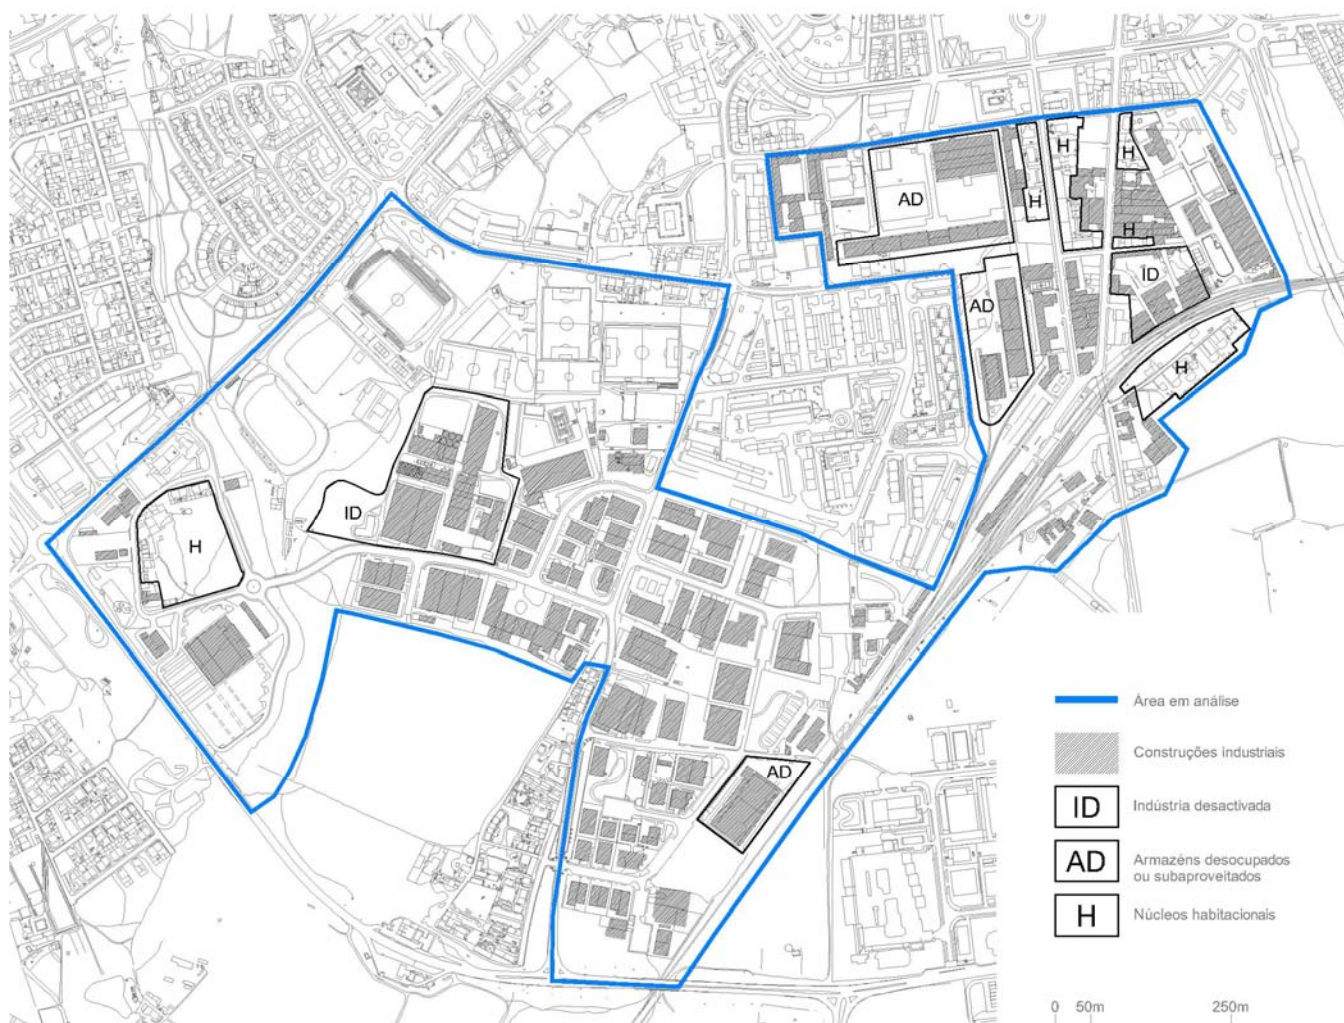 H
H
AD
H
H
ID
AD
H
ID
H
AD
Área em análise
Construções industriais
ID
Indústria desactivada
AD
Armazéns desocupados
ou subaproveitados
H
Núcleos habitacionais
0 50m 250m